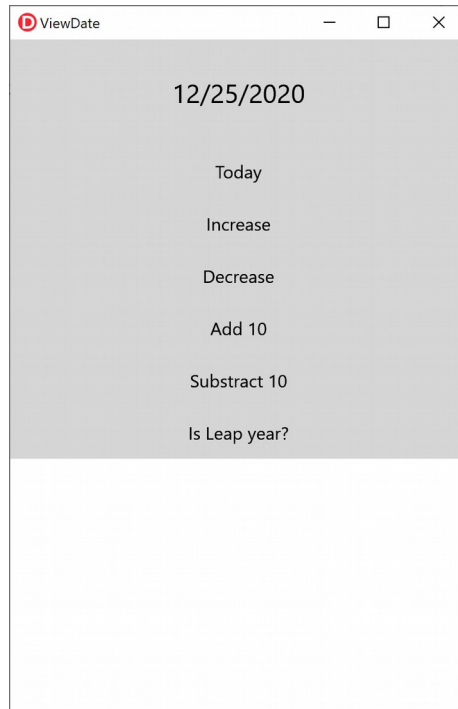 D ViewDate
12/25/2020
Today
Increase
Decrease
Add 10
Substract 10
Is Leap year?